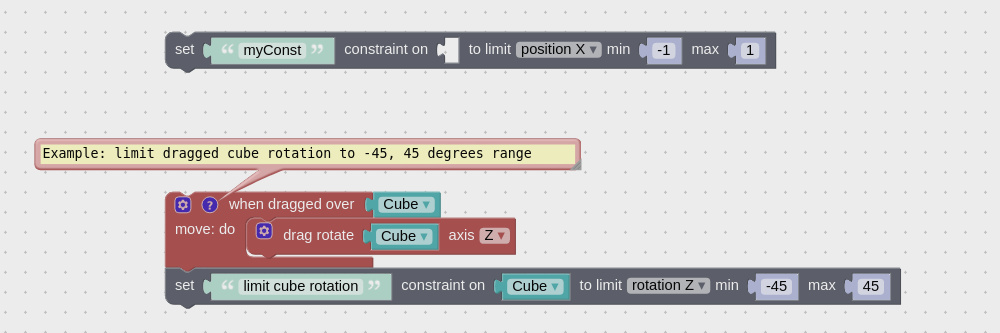 set “ myConst ” constraint on to limit position X ▾ min -1 max 1
Example: limit dragged cube rotation to -45, 45 degrees range
? when dragged over Cube ▾
move: do drag rotate Cube ▾ axis Z ▾
set “ limit cube rotation ” constraint on Cube ▾ to limit rotation Z ▾ min -45 max 45